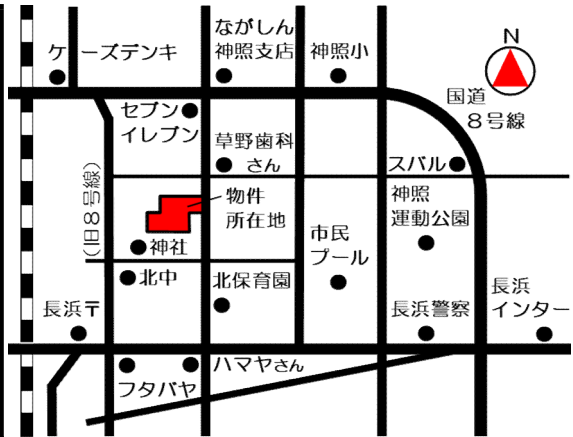 ながしん
神照支店
神照小
ケーズデンキ
N
国道
8号線
セブン
イレブン
草野歯科
さん
スバル
(旧8号線)
物件
所在地
神照
運動公園
神社
市民
プール
北中
北保育園
長浜〒
長浜警察
長浜
インター
フタバヤ
ハマヤさん